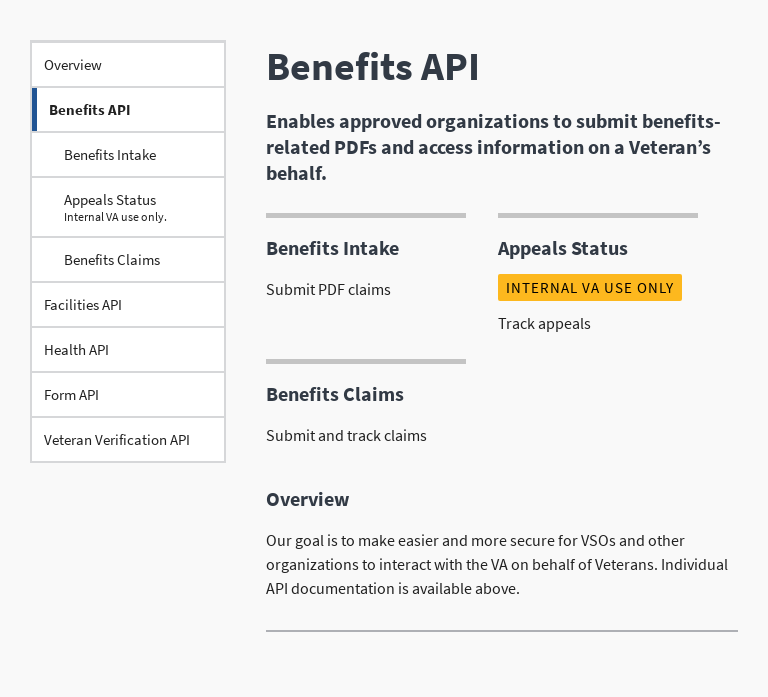 Overview
Benefits API
Benefits Intake
Appeals Status
Internal VA use only.
Benefits Claims
Facilities API
Health API
Form API
Veteran Verification API
Benefits API
Enables approved organizations to submit benefits-
related PDFs and access information on a Veteran’s
behalf.
Benefits Intake
Submit PDF claims
Appeals Status
INTERNAL VA USE ONLY
Track appeals
Benefits Claims
Submit and track claims
Overview
Our goal is to make easier and more secure for VSOs and other
organizations to interact with the VA on behalf of Veterans. Individual
API documentation is available above.